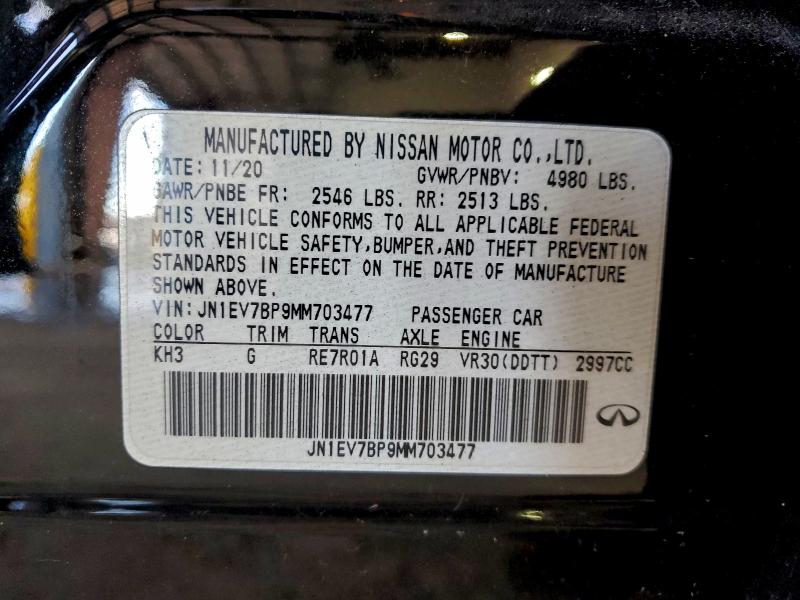 MANUFACTURED BY NISSAN MOTOR CO.,LTD.
DATE: 11/20 GVWR/PNBV: 4980 LBS.
GAWR/PNBE FR: 2546 LBS. RR: 2513 LBS.
THIS VEHICLE CONFORMS TO ALL APPLICABLE FEDERAL
MOTOR VEHICLE SAFETY,BUMPER,AND THEFT PREVENTION
STANDARDS IN EFFECT ON THE DATE OF MANUFACTURE
SHOWN ABOVE.
VIN:JN1EV7BP9MM703477 PASSENGER CAR
COLOR TRIM TRANS AXLE ENGINE
KH3 G RE7R01A RG29 VR30(DDTT) 2997CC
JN1EV7BP9MM703477